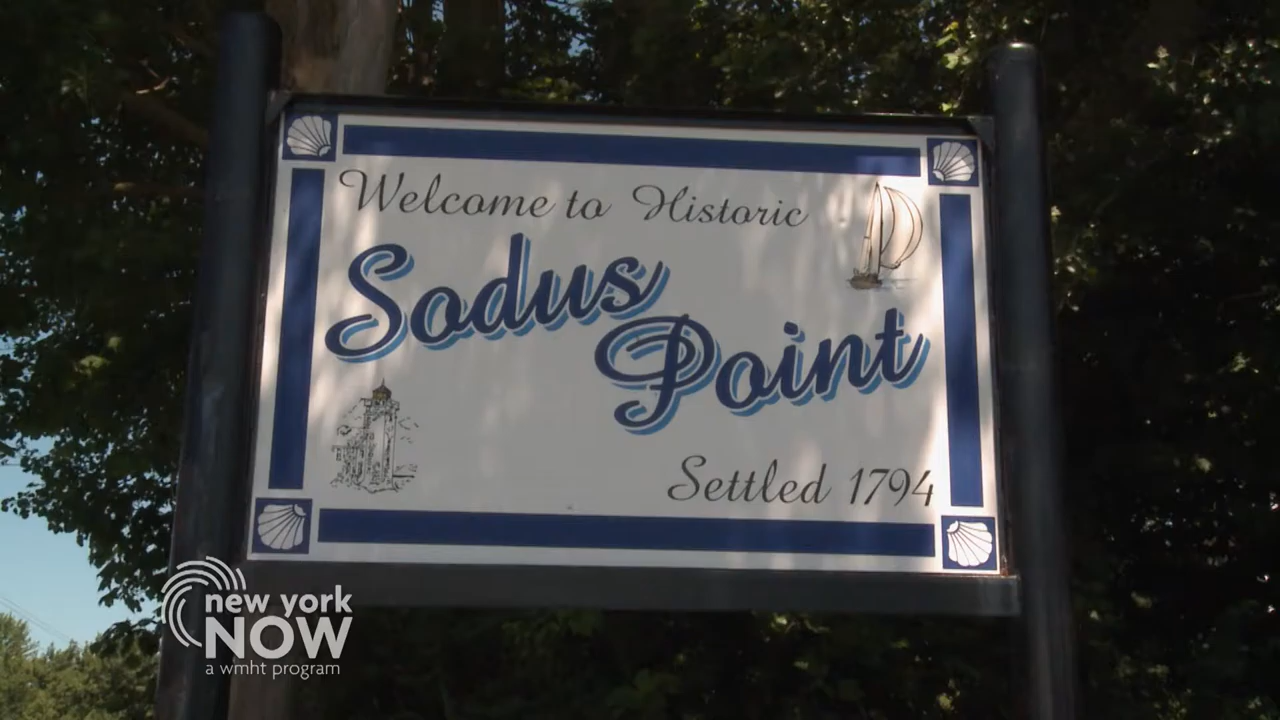 Welcome to Historic
Sodus
Point
Settled 1794
new york
NOW
a wmht program